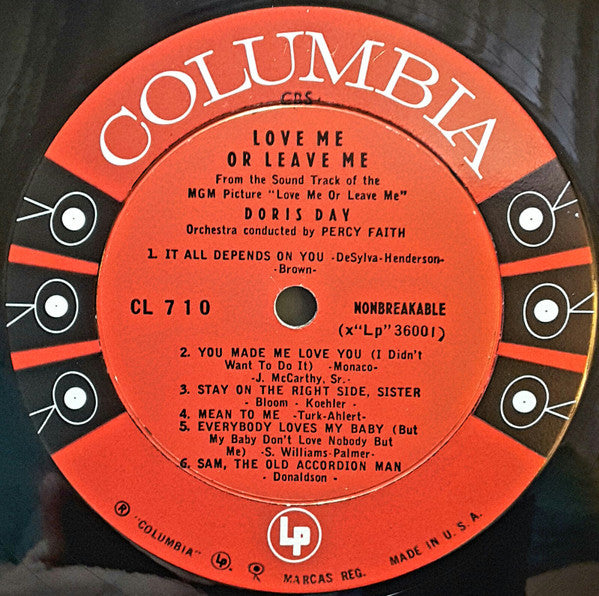 COLUMBIA
CBS
LOVE ME
OR LEAVE ME
From the Sound Track of the
MGM Picture "Love Me Or Leave Me"
DORIS DAY
Orchestra conducted by PERCY FAITH
1. IT ALL DEPENDS ON YOU -DeSylva-Henderson-
-Brown-
CL 710
NONBREAKABLE
(x"Lp"36001)
2. YOU MADE ME LOVE YOU (I Didn't
Want To Do It) -Monaco-
-J. McCarthy, Sr.-
3. STAY ON THE RIGHT SIDE, SISTER
- Bloom - Koehler -
4. MEAN TO ME -Turk-Ahlert-
5. EVERYBODY LOVES MY BABY (But
My Baby Don't Love Nobody But
Me) -S. Williams-Palmer-
6. SAM, THE OLD ACCORDION MAN
- Donaldson -
Lp
® "COLUMBIA" Lp MARCAS REG. MADE IN U.S.A.